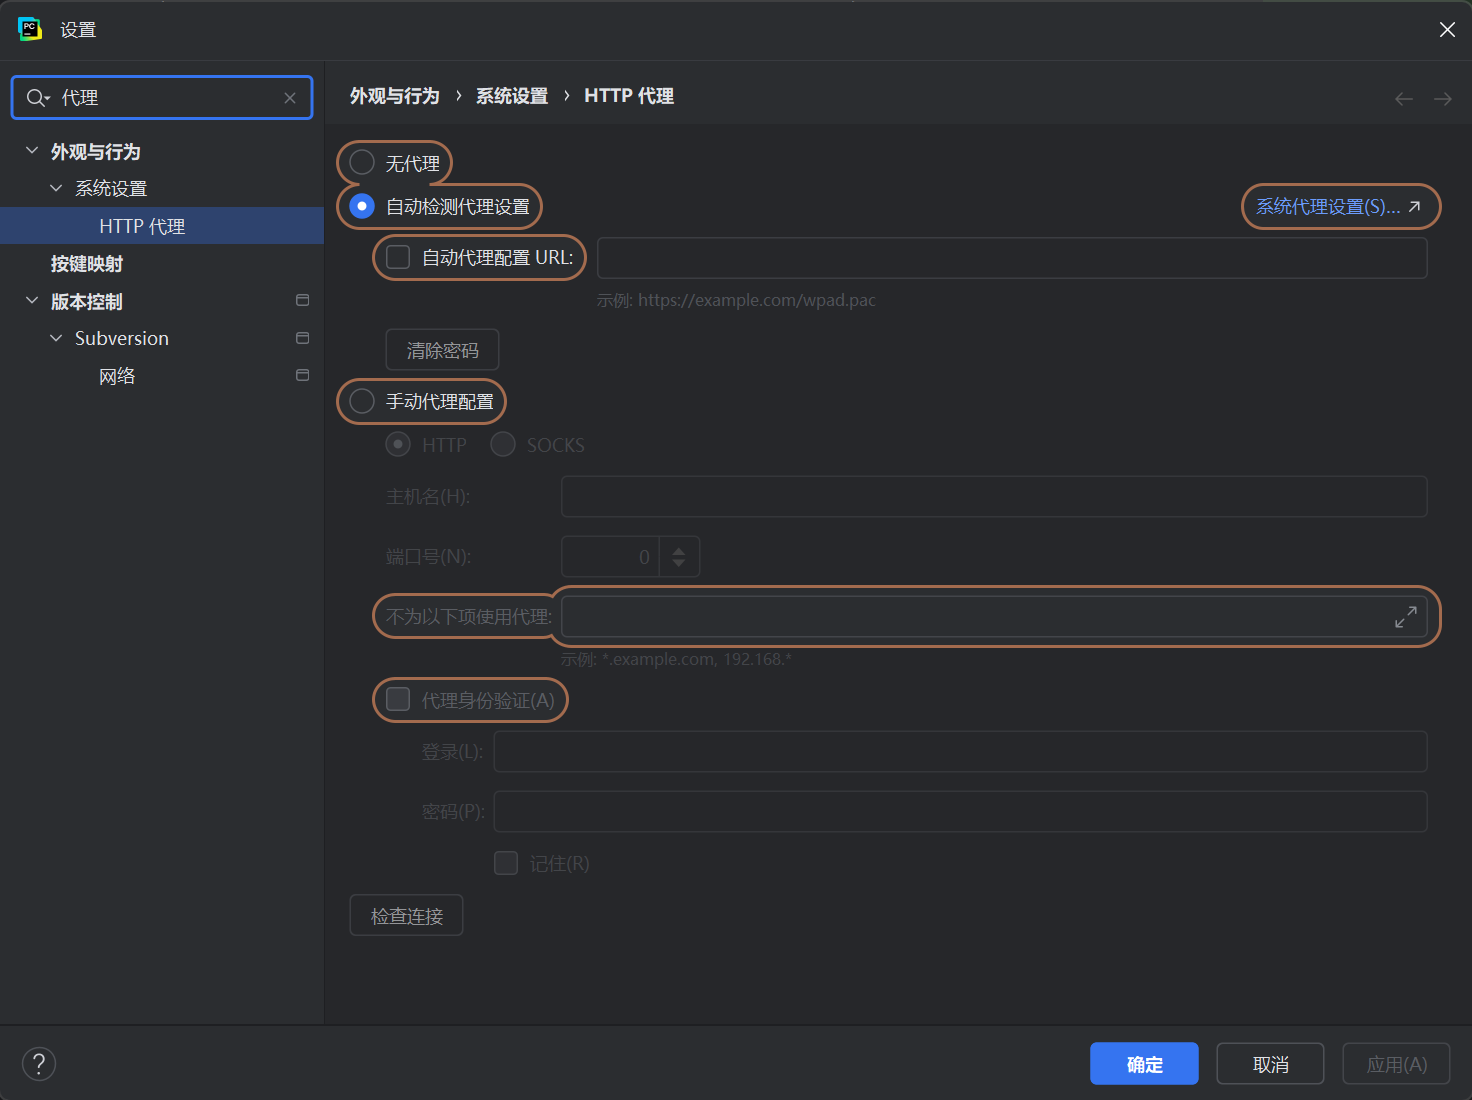 PC
设置
代理
外观与行为
系统设置
HTTP 代理
按键映射
版本控制
Subversion
网络
外观与行为 › 系统设置 › HTTP 代理
无代理
自动检测代理设置
系统代理设置(S)...
自动代理配置 URL:
示例: https://example.com/wpad.pac
清除密码
手动代理配置
HTTP SOCKS
主机名(H):
端口号(N): 0
不为以下项使用代理:
示例: *.example.com, 192.168.*
代理身份验证(A)
登录(L):
密码(P):
记住(R)
检查连接
? 确定 取消 应用(A)